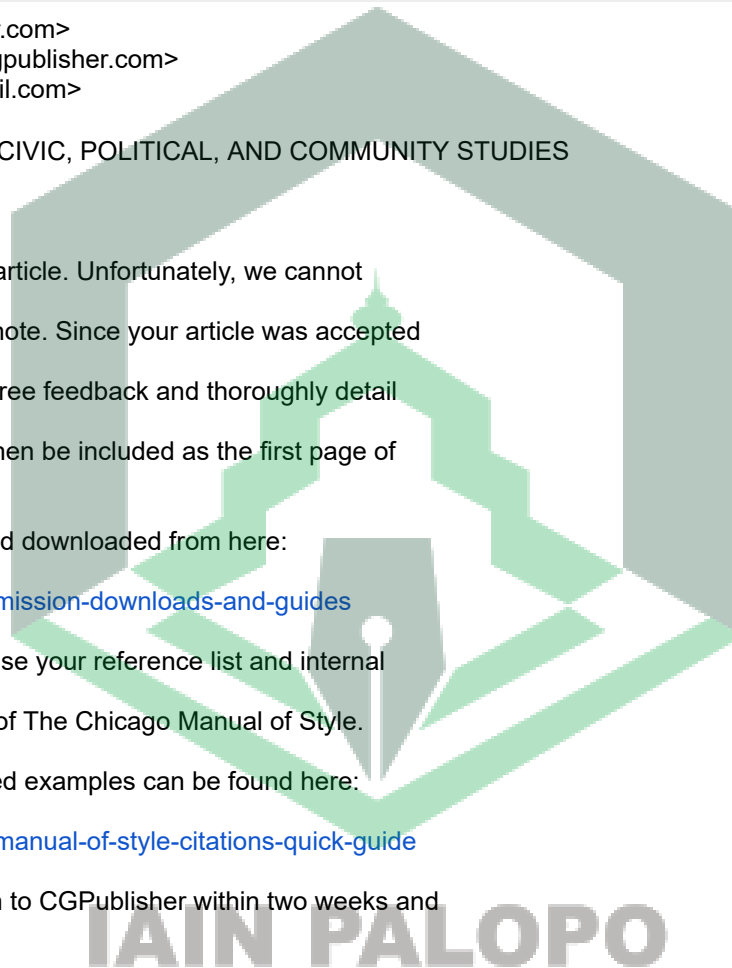 .com>
gpublisher.com>
il.com>
CIVIC, POLITICAL, AND COMMUNITY STUDIES
article. Unfortunately, we cannot
note. Since your article was accepted
ree feedback and thoroughly detail
hen be included as the first page of
d downloaded from here:
mission-downloads-and-guides
se your reference list and internal
of The Chicago Manual of Style.
ed examples can be found here:
manual-of-style-citations-quick-guide
n to CGPublisher within two weeks and
IAIN PALOPO